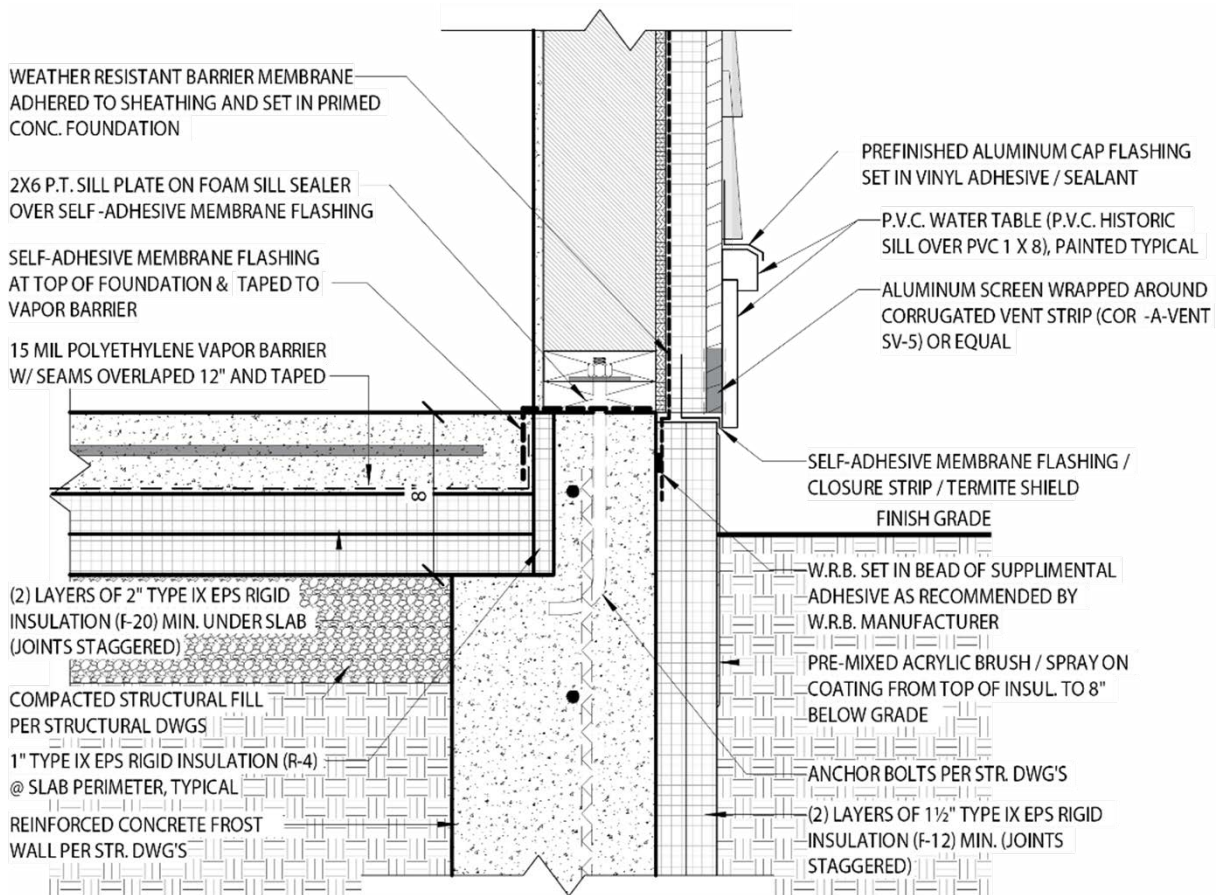 WEATHER RESISTANT BARRIER MEMBRANE
ADHERED TO SHEATHING AND SET IN PRIMED
CONC. FOUNDATION
2X6 P.T. SILL PLATE ON FOAM SILL SEALER
OVER SELF-ADHESIVE MEMBRANE FLASHING
SELF-ADHESIVE MEMBRANE FLASHING
AT TOP OF FOUNDATION & TAPED TO
VAPOR BARRIER
15 MIL POLYETHYLENE VAPOR BARRIER
W/ SEAMS OVERLAPED 12" AND TAPED
8"
(2) LAYERS OF 2" TYPE IX EPS RIGID
INSULATION (F-20) MIN. UNDER SLAB
(JOINTS STAGGERED)
COMPACTED STRUCTURAL FILL
PER STRUCTURAL DWGS
1" TYPE IX EPS RIGID INSULATION (R-4)
@ SLAB PERIMETER, TYPICAL
REINFORCED CONCRETE FROST
WALL PER STR. DWG'S
PREFINISHED ALUMINUM CAP FLASHING
SET IN VINYL ADHESIVE / SEALANT
P.V.C. WATER TABLE (P.V.C. HISTORIC
SILL OVER PVC 1 X 8), PAINTED TYPICAL
ALUMINUM SCREEN WRAPPED AROUND
CORRUGATED VENT STRIP (COR -A-VENT
SV-5) OR EQUAL
SELF-ADHESIVE MEMBRANE FLASHING /
CLOSURE STRIP / TERMITE SHIELD
FINISH GRADE
W.R.B. SET IN BEAD OF SUPPLIMENTAL
ADHESIVE AS RECOMMENDED BY
W.R.B. MANUFACTURER
PRE-MIXED ACRYLIC BRUSH / SPRAY ON
COATING FROM TOP OF INSUL. TO 8"
BELOW GRADE
ANCHOR BOLTS PER STR. DWG'S
(2) LAYERS OF 1½" TYPE IX EPS RIGID
INSULATION (F-12) MIN. (JOINTS
STAGGERED)